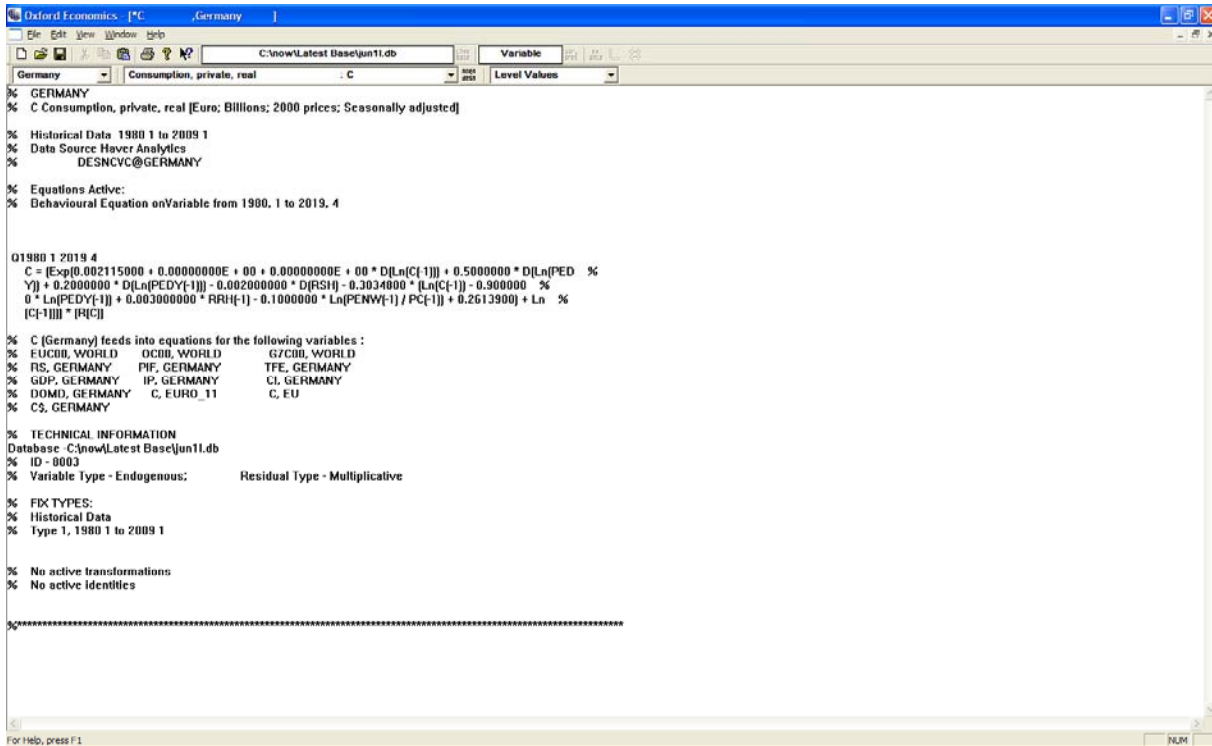 Oxford Economics - [*C ,Germany ]
File Edit View Window Help
C:\now\Latest Base\jun1l.db Variable
Germany Consumption, private, real : C Level Values
% GERMANY
% C Consumption, private, real [Euro; Billions; 2000 prices; Seasonally adjusted]
% Historical Data 1980 1 to 2009 1
% Data Source Haver Analytics
% DESNCVC@GERMANY
% Equations Active:
% Behavioural Equation onVariable from 1980, 1 to 2019, 4
Q1980 1 2019 4
C = (Exp(0.002115000 + 0.00000000E + 00 + 0.00000000E + 00 * D(Ln(C(-1))) + 0.5000000 * D(Ln(PED %
Y)) + 0.2000000 * D(Ln(PEDY(-1))) - 0.002000000 * D(RSH) - 0.3034000 * (Ln(C(-1)) - 0.900000 %
0 * Ln(PEDY(-1)) + 0.003000000 * RRH(-1) - 0.1000000 * Ln(PENW(-1) / PC(-1)) + 0.2613900) + Ln %
(C(-1)))) * (R(C))
% C (Germany) feeds into equations for the following variables :
% EUC00, WORLD OC00, WORLD G7C00, WORLD
% RS, GERMANY PIF, GERMANY TFE, GERMANY
% GDP, GERMANY IP, GERMANY CI, GERMANY
% DOMD, GERMANY C, EURO_11 C, EU
% C$, GERMANY
% TECHNICAL INFORMATION
Database -C:\now\Latest Base\jun1l.db
% ID - 8003
% Variable Type - Endogenous; Residual Type - Multiplicative
% FIX TYPES:
% Historical Data
% Type 1, 1980 1 to 2009 1
% No active transformations
% No active identities
%************************************************************************************************************************
For Help, press F1 NUM